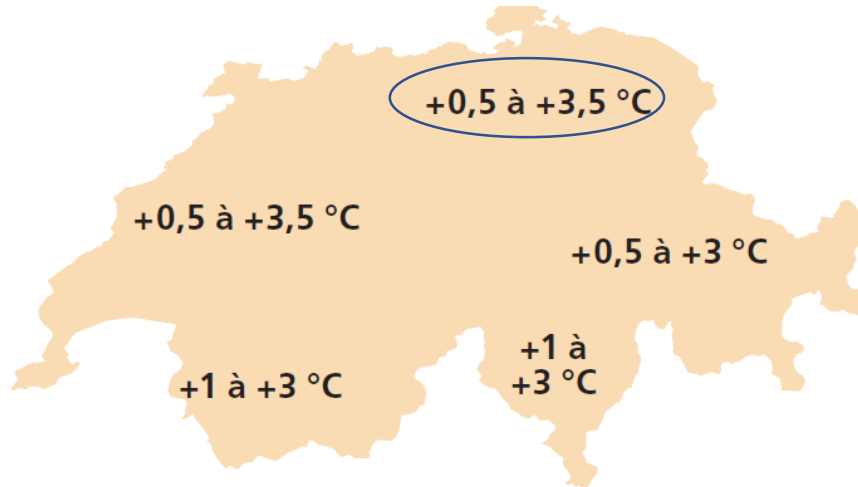 +0,5 à +3,5 °C
+0,5 à +3,5 °C
+0,5 à +3 °C
+1 à
+3 °C
+1 à +3 °C